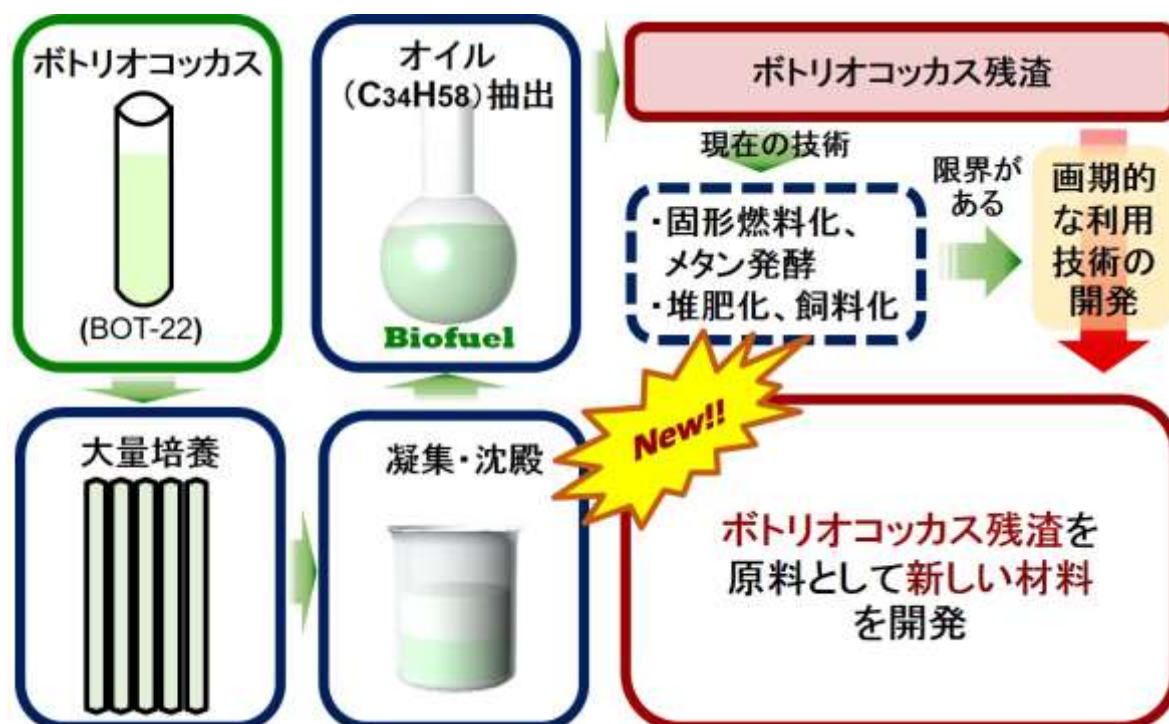 ボトリオコッカス
(BOT-22)
大量培養
凝集・沈殿
オイル
(C34H58)抽出
Biofuel
ボトリオコッカス残渣
現在の技術
・固形燃料化、
メタン発酵
・堆肥化、飼料化
限界が
ある
画期的
な利用
技術の
開発
New!!
ボトリオコッカス残渣を
原料として新しい材料
を開発